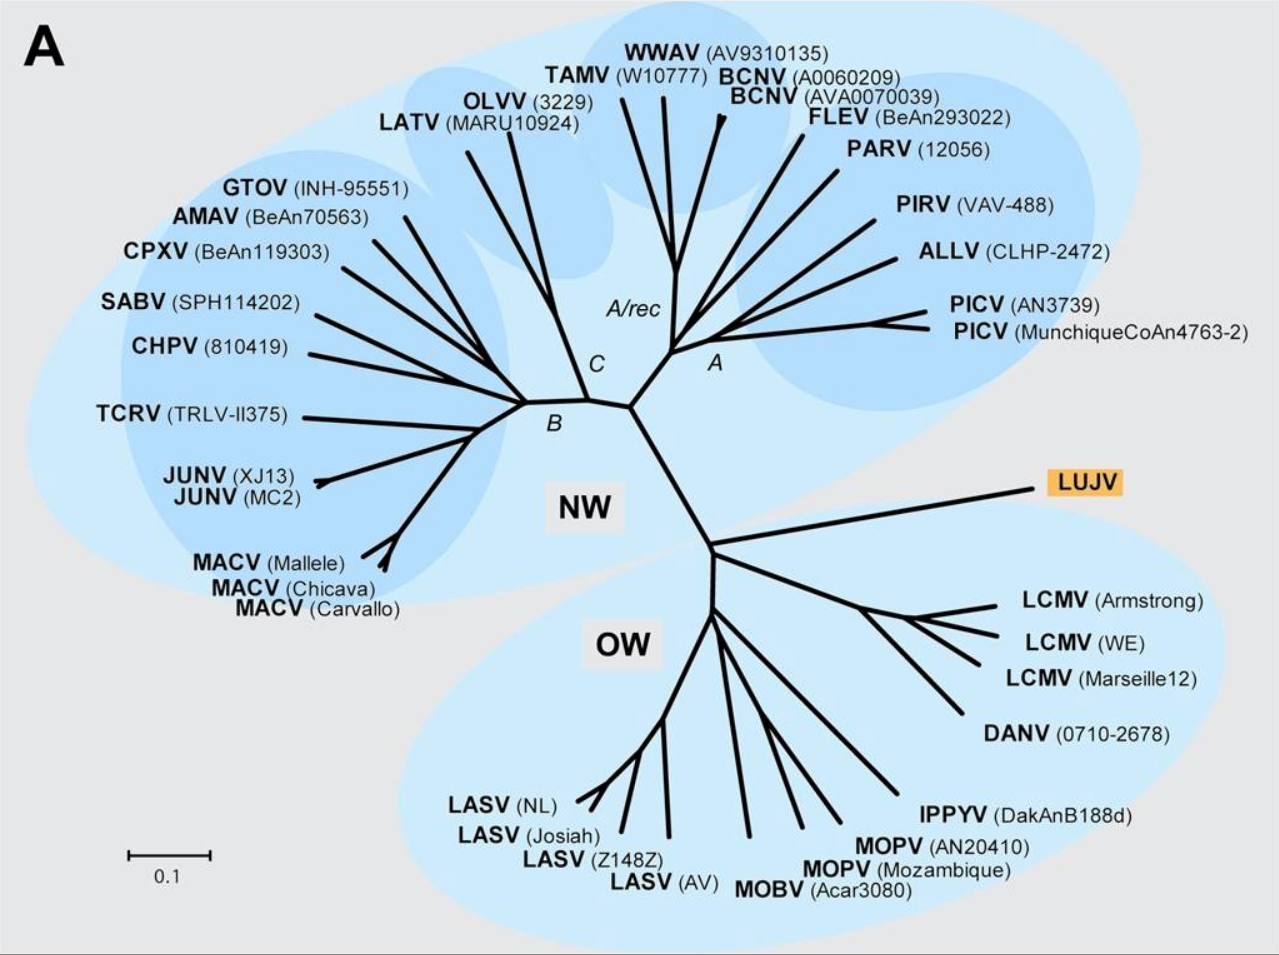 A
WWAV (AV9310135)
TAMV (W10777)
BCNV (A0060209)
BCNV (AVA0070039)
OLVV (3229)
LATV (MARU10924)
FLEV (BeAn293022)
PARV (12056)
GTOV (INH-95551)
AMAV (BeAn70563)
PIRV (VAV-488)
CPXV (BeAn119303)
ALLV (CLHP-2472)
SABV (SPH114202)
A/rec
PICV (AN3739)
PICV (MunchiqueCoAn4763-2)
CHPV (810419)
C
A
TCRV (TRLV-II375)
B
JUNV (XJ13)
JUNV (MC2)
NW
LUJV
MACV (Mallele)
MACV (Chicava)
MACV (Carvallo)
LCMV (Armstrong)
OW
LCMV (WE)
LCMV (Marseille12)
DANV (0710-2678)
LASV (NL)
IPPYV (DakAnB188d)
LASV (Josiah)
MOPV (AN20410)
LASV (Z148Z)
MOPV (Mozambique)
LASV (AV)
MOBV (Acar3080)
0.1